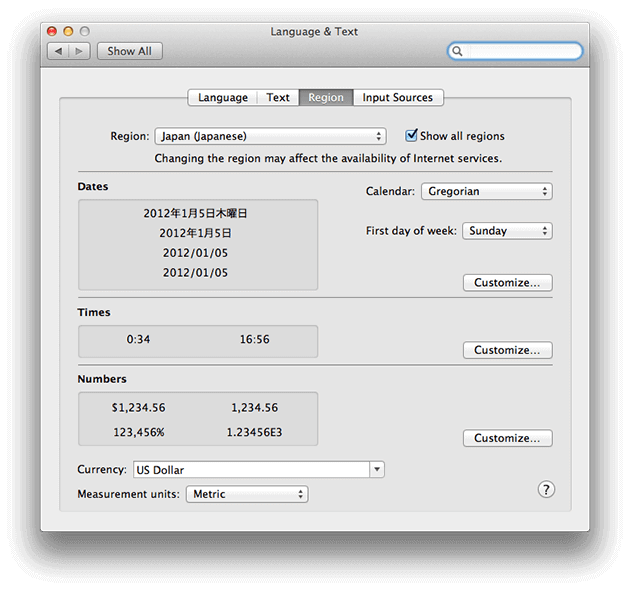 Language & Text
Show All
Language Text Region Input Sources
Region: Japan (Japanese) Show all regions
Changing the region may affect the availability of Internet services.
Dates
Calendar: Gregorian
2012年1月5日木曜日
2012年1月5日
First day of week: Sunday
2012/01/05
2012/01/05
Customize...
Times
0:34 16:56
Customize...
Numbers
$1,234.56 1,234.56
123,456% 1.23456E3
Customize...
Currency: US Dollar
Measurement units: Metric
?